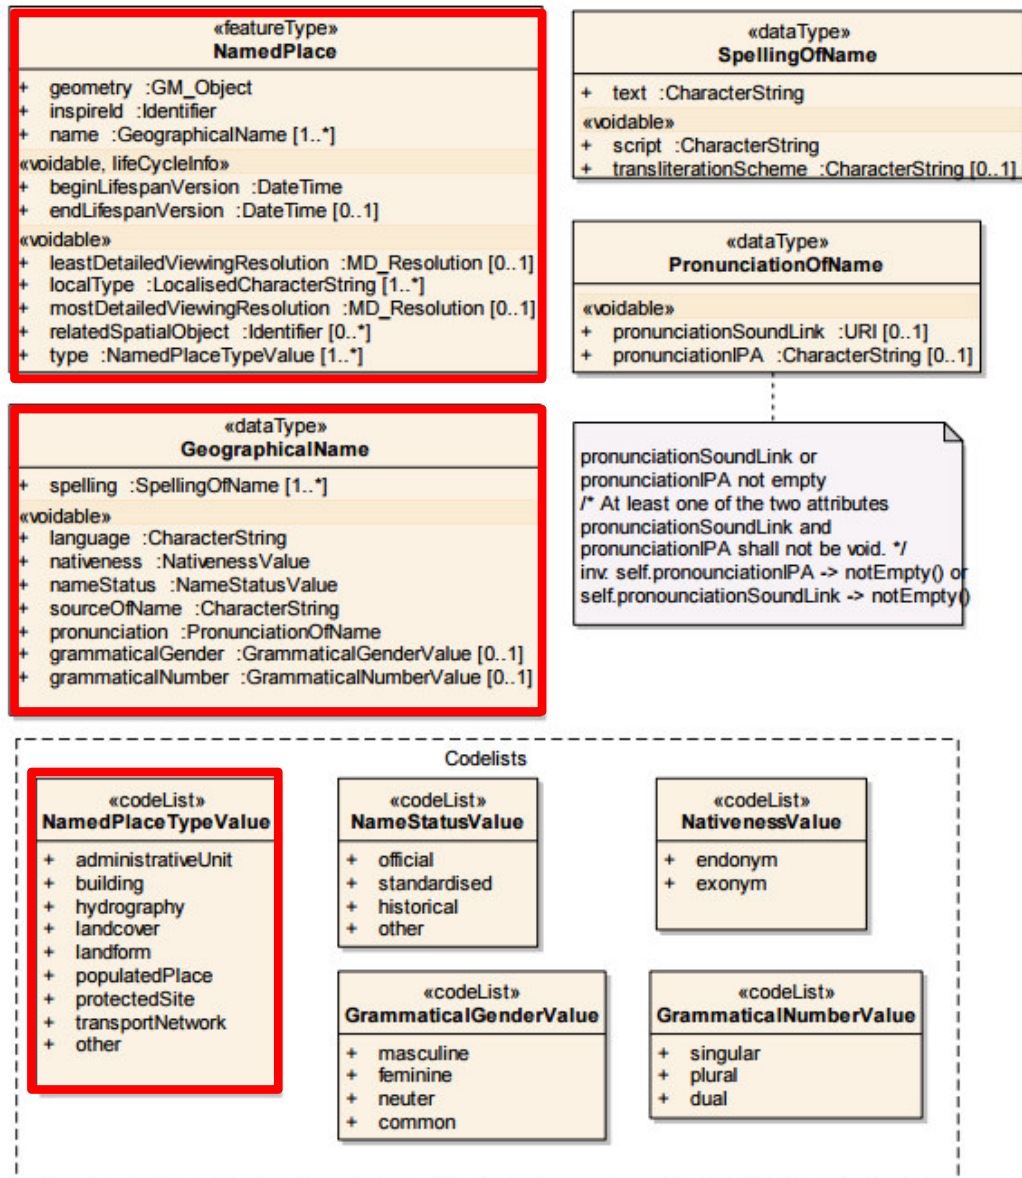 «featureType»
NamedPlace
+ geometry :GM_Object
+ inspireId :Identifier
+ name :GeographicalName [1..*]
«voidable, lifeCycleInfo»
+ beginLifespanVersion :DateTime
+ endLifespanVersion :DateTime [0..1]
«voidable»
+ leastDetailedViewingResolution :MD_Resolution [0..1]
+ localType :LocalisedCharacterString [1..*]
+ mostDetailedViewingResolution :MD_Resolution [0..1]
+ relatedSpatialObject :Identifier [0..*]
+ type :NamedPlaceTypeValue [1..*]
«dataType»
SpellingOfName
+ text :CharacterString
«voidable»
+ script :CharacterString
+ transliterationScheme :CharacterString [0..1]
«dataType»
PronunciationOfName
«voidable»
+ pronunciationSoundLink :URI [0..1]
+ pronunciationIPA :CharacterString [0..1]
«dataType»
GeographicalName
+ spelling :SpellingOfName [1..*]
«voidable»
+ language :CharacterString
+ nativeness :NativenessValue
+ nameStatus :NameStatusValue
+ sourceOfName :CharacterString
+ pronunciation :PronunciationOfName
+ grammaticalGender :GrammaticalGenderValue [0..1]
+ grammaticalNumber :GrammaticalNumberValue [0..1]
pronunciationSoundLink or
pronunciationIPA not empty
/* At least one of the two attributes
pronunciationSoundLink and
pronunciationIPA shall not be void. */
inv: self.pronounciationIPA -> notEmpty() or
self.pronounciationSoundLink -> notEmpty()
Codelists
«codeList»
NamedPlaceTypeValue
+ administrativeUnit
+ building
+ hydrography
+ landcover
+ landform
+ populatedPlace
+ protectedSite
+ transportNetwork
+ other
«codeList»
NameStatusValue
+ official
+ standardised
+ historical
+ other
«codeList»
NativenessValue
+ endonym
+ exonym
«codeList»
GrammaticalGenderValue
+ masculine
+ feminine
+ neuter
+ common
«codeList»
GrammaticalNumberValue
+ singular
+ plural
+ dual